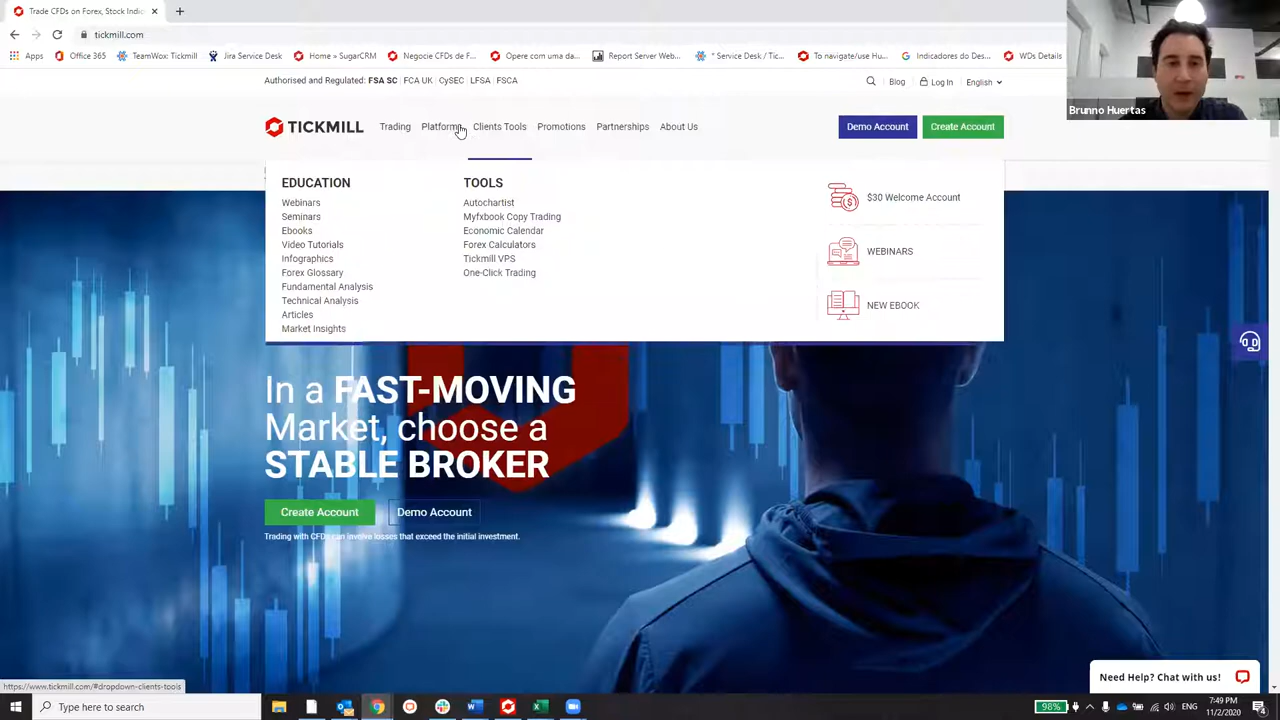 Trade CFDs on Forex, Stock Indic
tickmill.com
Apps
Office 365
TeamWox: Tickmill
Jira Service Desk
Home » SugarCRM
Negocie CFDs de F...
Opere com uma da...
Report Server Web...
* Service Desk / Tic...
To navigate/use Hu...
Indicadores do Des...
WDs Details
Brunno Huertas
Authorised and Regulated: FSA SC FCA UK CySEC LFSA FSCA
Blog
Log In
English
TICKMILL
Trading
Platforms
Clients Tools
Promotions
Partnerships
About Us
Demo Account
Create Account
EDUCATION
Webinars
Seminars
Ebooks
Video Tutorials
Infographics
Forex Glossary
Fundamental Analysis
Technical Analysis
Articles
Market Insights
TOOLS
Autochartist
Myfxbook Copy Trading
Economic Calendar
Forex Calculators
Tickmill VPS
One-Click Trading
$30 Welcome Account
WEBINARS
NEW EBOOK
In a FAST-MOVING
Market, choose a
STABLE BROKER
Create Account
Demo Account
Trading with CFDs can involve losses that exceed the initial investment.
Need Help? Chat with us!
https://www.tickmill.com/#dropdown-clients-tools
Type here to search
98%
ENG
7:49 PM
11/2/2020